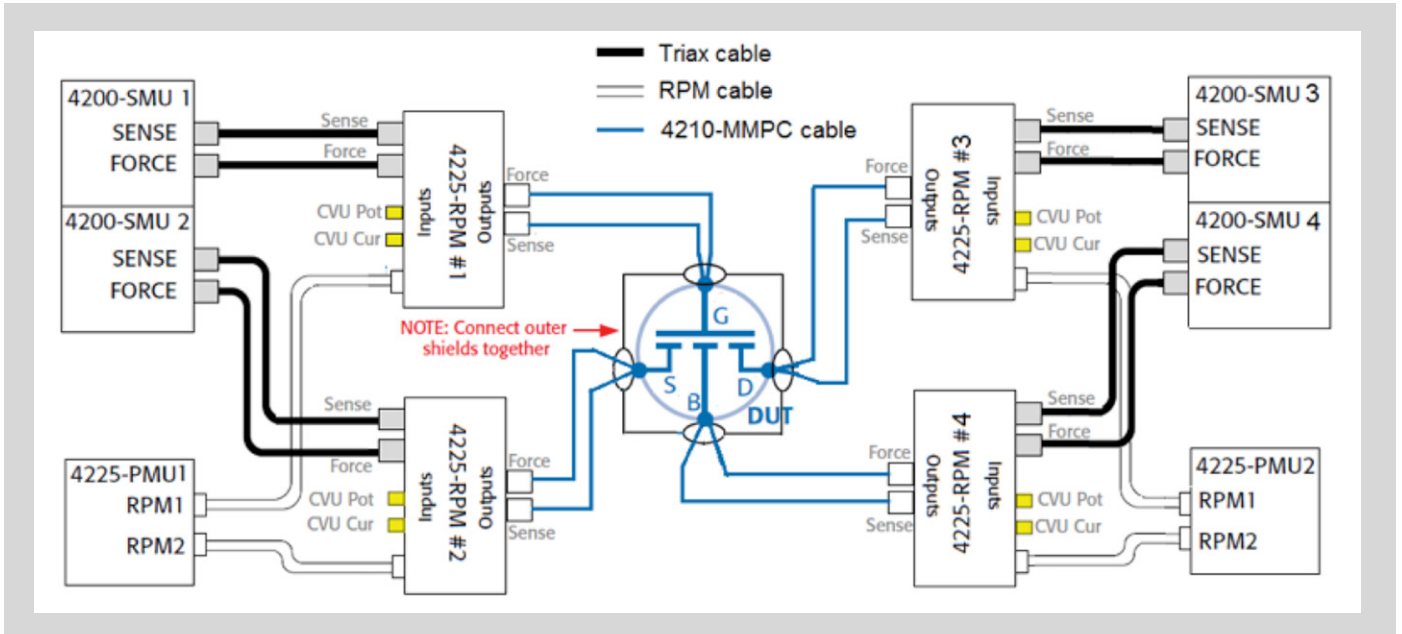 Triax cable
RPM cable
4210-MMPC cable
4200-SMU 1
SENSE
FORCE
4200-SMU 2
SENSE
FORCE
4225-PMU1
RPM1
RPM2
Sense
Force
CVU Pot
CVU Cur
Inputs
4225-RPM #1
Outputs
Force
Sense
Sense
Force
CVU Pot
CVU Cur
Inputs
4225-RPM #2
Outputs
Force
Sense
NOTE: Connect outer
shields together
G
S
D
B
DUT
Force
Sense
Outputs
4225-RPM #3
Inputs
Sense
Force
CVU Pot
CVU Cur
Force
Sense
Outputs
4225-RPM #4
Inputs
Sense
Force
CVU Pot
CVU Cur
4200-SMU 3
SENSE
FORCE
4200-SMU 4
SENSE
FORCE
4225-PMU2
RPM1
RPM2